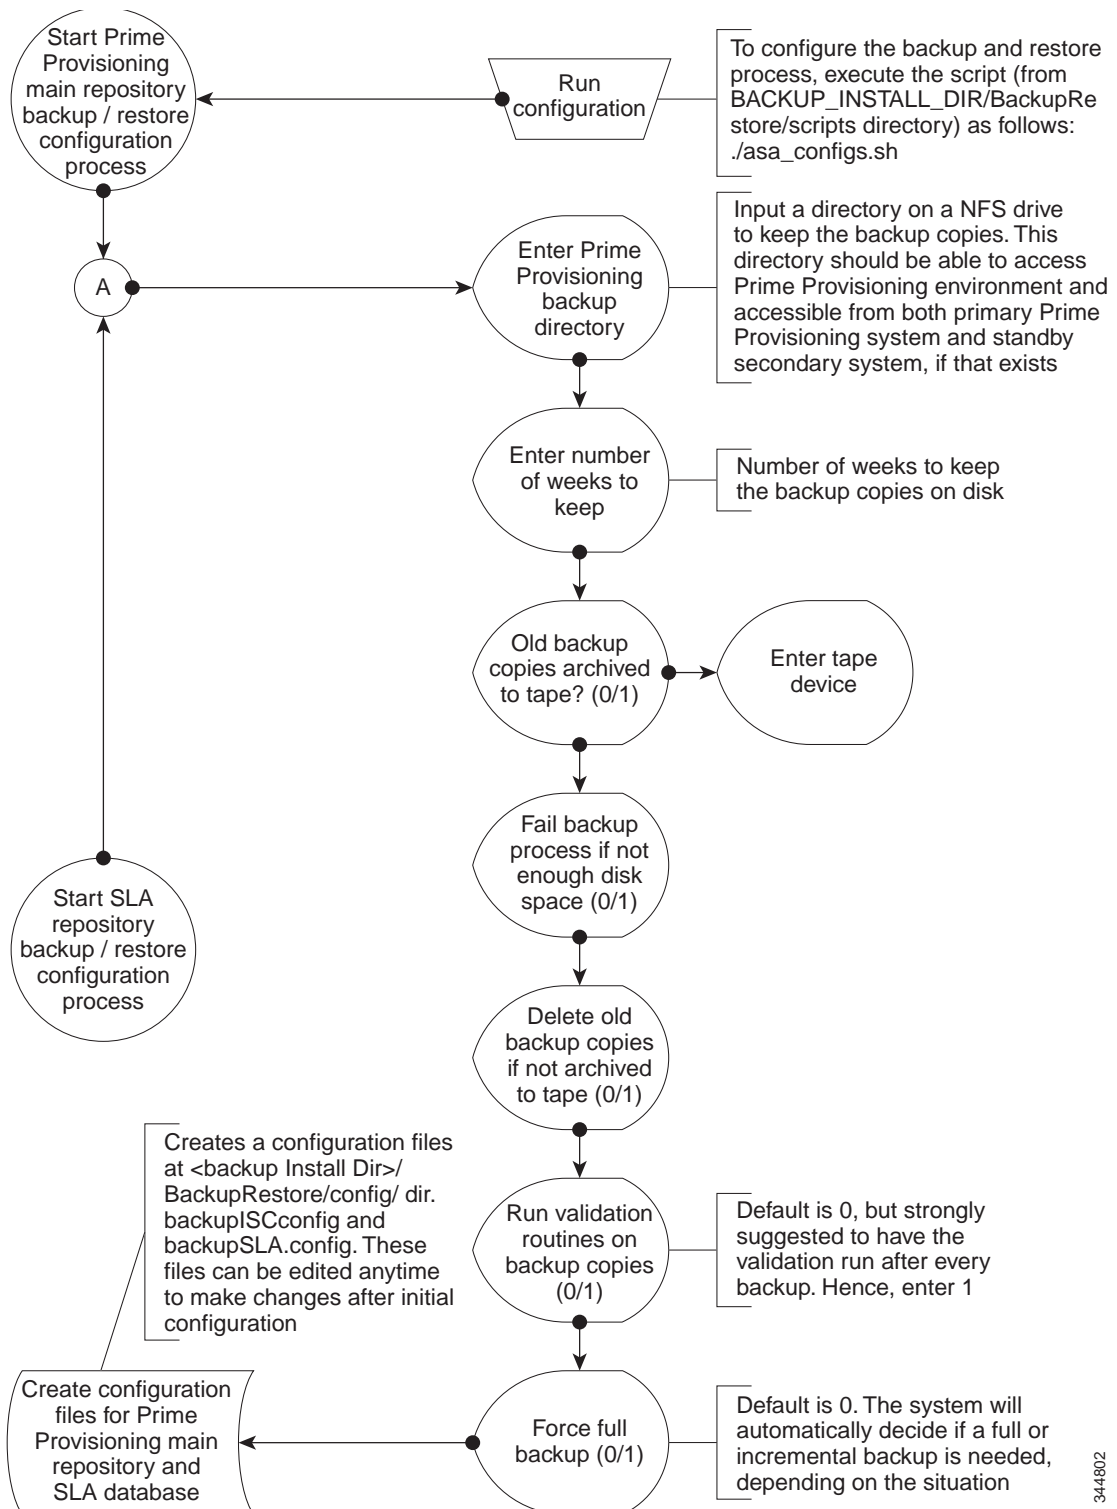 Start Prime
Provisioning
main repository
backup / restore
configuration
process
Run
configuration
To configure the backup and restore
process, execute the script (from
BACKUP_INSTALL_DIR/BackupRe
store/scripts directory) as follows:
./asa_configs.sh
A
Enter Prime
Provisioning
backup
directory
Input a directory on a NFS drive
to keep the backup copies. This
directory should be able to access
Prime Provisioning environment and
accessible from both primary Prime
Provisioning system and standby
secondary system, if that exists
Enter number
of weeks to
keep
Number of weeks to keep
the backup copies on disk
Old backup
copies archived
to tape? (0/1)
Enter tape
device
Fail backup
process if not
enough disk
space (0/1)
Start SLA
repository
backup / restore
configuration
process
Delete old
backup copies
if not archived
to tape (0/1)
Creates a configuration files
at <backup Install Dir>/
BackupRestore/config/ dir.
backupISCconfig and
backupSLA.config. These
files can be edited anytime
to make changes after initial
configuration
Run validation
routines on
backup copies
(0/1)
Default is 0, but strongly
suggested to have the
validation run after every
backup. Hence, enter 1
Create configuration
files for Prime
Provisioning main
repository and
SLA database
Force full
backup (0/1)
Default is 0. The system will
automatically decide if a full or
incremental backup is needed,
depending on the situation
344802